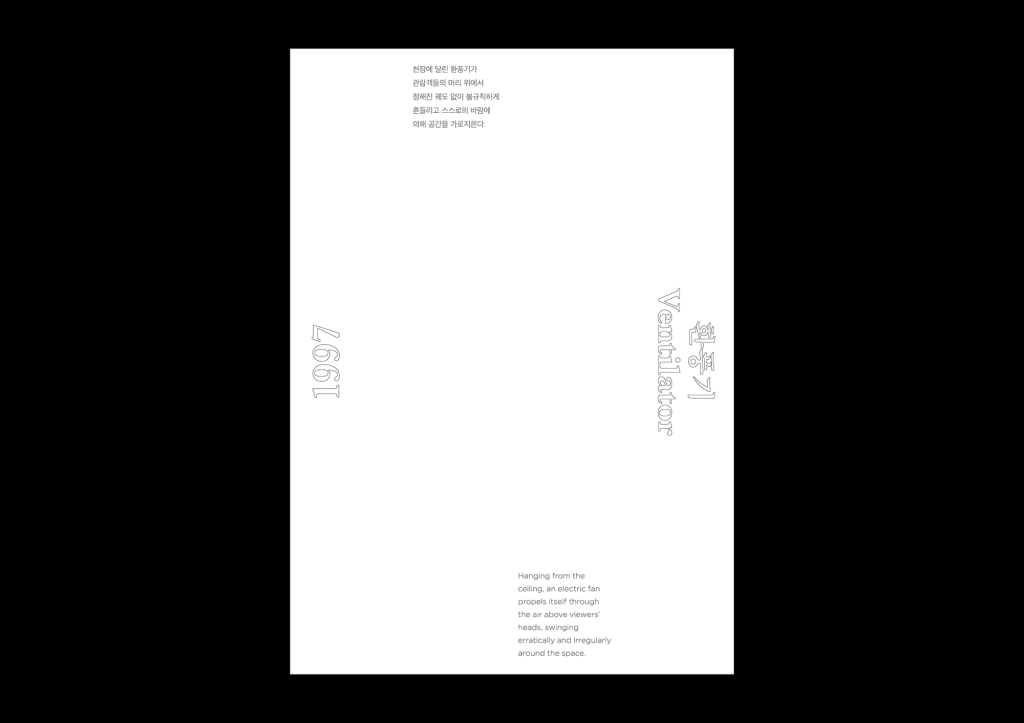 천장에 달린 환풍기가
관람객들의 머리 위에서
정해진 궤도 없이 불규칙하게
흔들리고 스스로의 바람에
의해 공간을 가로지른다.
1997
환풍기
Ventilator
Hanging from the
ceiling, an electric fan
propels itself through
the air above viewers'
heads, swinging
erratically and Irregularly
around the space.